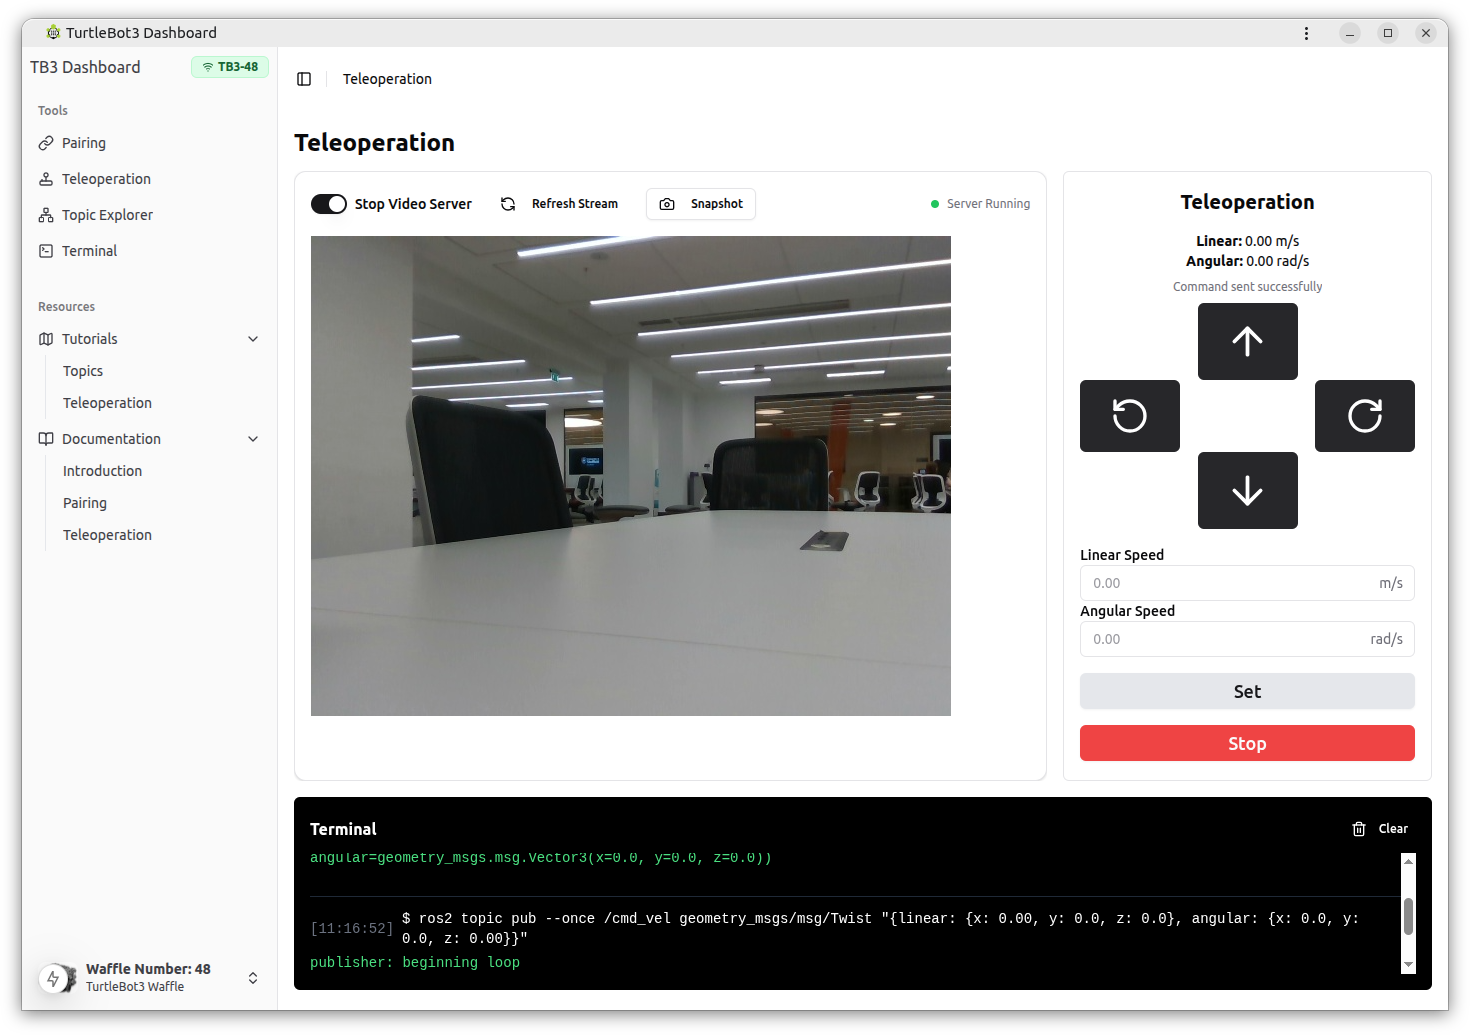 TurtleBot3 Dashboard
TB3 Dashboard
TB3-48
Tools
Pairing
Teleoperation
Topic Explorer
Terminal
Resources
Tutorials
Topics
Teleoperation
Documentation
Introduction
Pairing
Teleoperation
Waffle Number: 48
TurtleBot3 Waffle
Teleoperation
Teleoperation
Stop Video Server
Refresh Stream
Snapshot
Server Running
Teleoperation
Linear: 0.00 m/s
Angular: 0.00 rad/s
Command sent successfully
Linear Speed
0.00 m/s
Angular Speed
0.00 rad/s
Set
Stop
Terminal
Clear
angular=geometry_msgs.msg.Vector3(x=0.0, y=0.0, z=0.0))
[11:16:52] $ ros2 topic pub --once /cmd_vel geometry_msgs/msg/Twist "{linear: {x: 0.00, y: 0.0, z: 0.0}, angular: {x: 0.0, y:
0.0, z: 0.00}}"
publisher: beginning loop